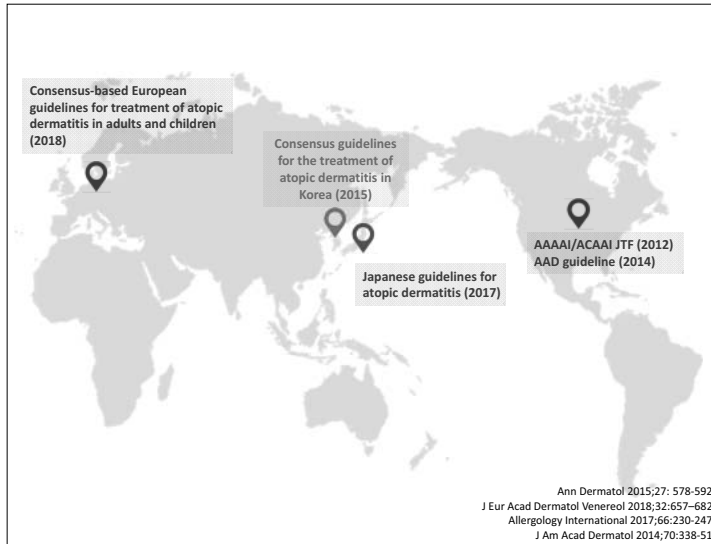 Consensus-based European
guidelines for treatment of atopic
dermatitis in adults and children
(2018)
Consensus guidelines
for the treatment of
atopic dermatitis in
Korea (2015)
Japanese guidelines for
atopic dermatitis (2017)
AAAAI/ACAAI JTF (2012)
AAD guideline (2014)
Ann Dermatol 2015;27: 578-592
J Eur Acad Dermatol Venereol 2018;32:657–682
Allergology International 2017;66:230-247
J Am Acad Dermatol 2014;70:338-51